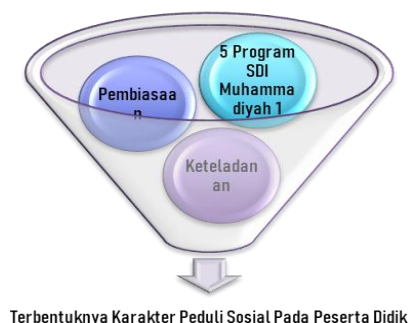 5 Program
SDI
Muhamma
diyah 1
Pembiasaa
n
Keteladan
an
Terbentuknya Karakter Peduli Sosial Pada Peserta Didik